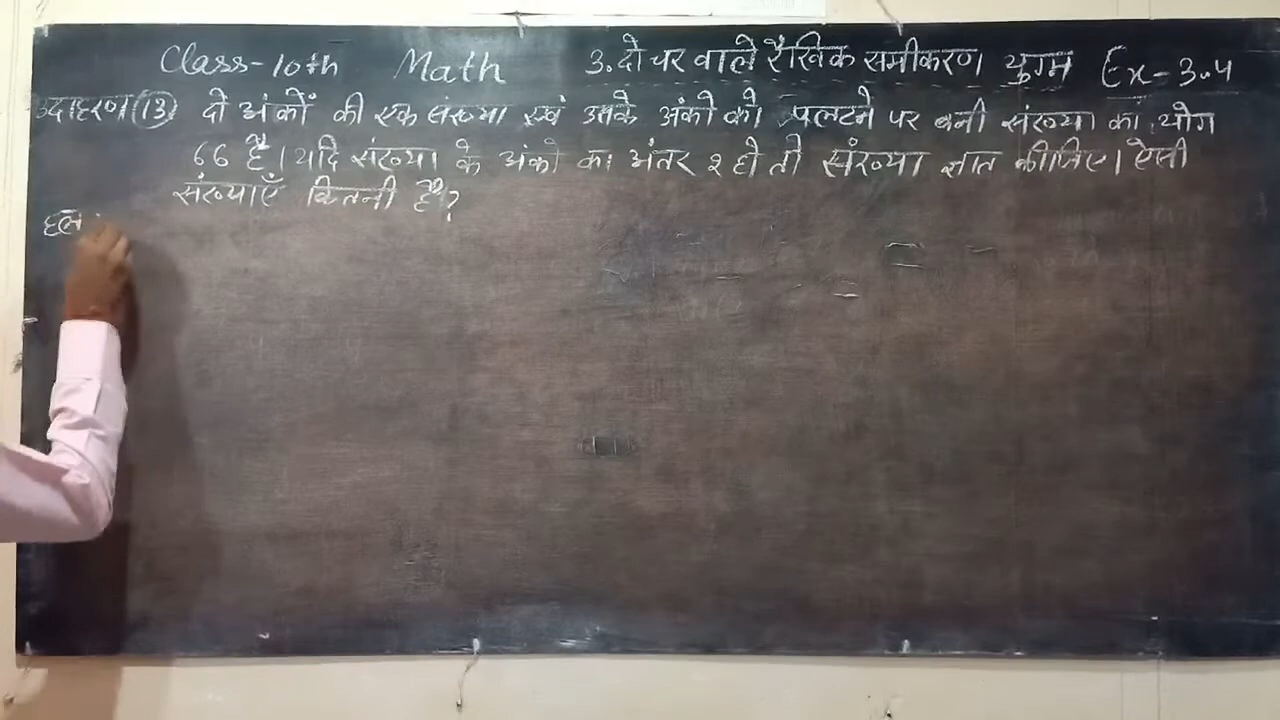 Class-10th Math 3. दो चर वाले रैखिक समीकरण युग्म Ex-3.4
उदाहरण (13) दो अंकों की एक संख्या एवं उसके अंको को पलटने पर बनी संख्या का योग
66 है। यदि संख्या के अंको का अंतर 2 हो तो संख्या ज्ञात कीजिए। ऐसी
संख्याएँ कितनी है?
हल